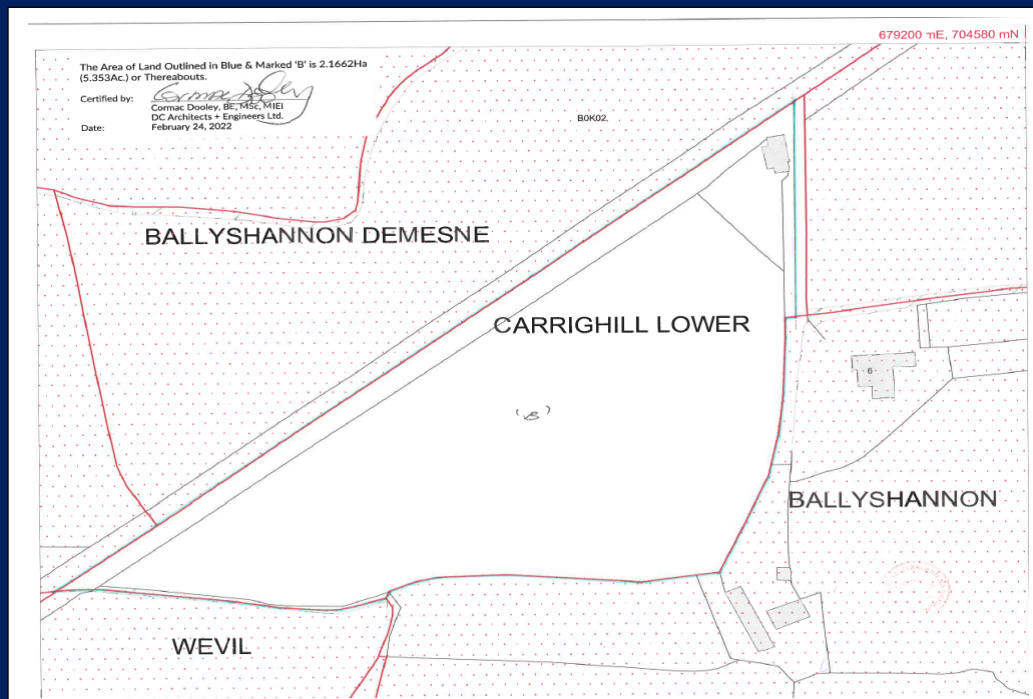 679200 mE, 704580 mN
The Area of Land Outlined in Blue & Marked 'B' is 2.1662Ha
(5.353Ac.) or Thereabouts.
Certified by:
Cormac Dooley, BE, MSc, MIEI
DC Architects + Engineers Ltd.
Date: February 24, 2022
B0K02.
BALLYSHANNON DEMESNE
CARRIGHILL LOWER
6
'B'
BALLYSHANNON
WEVIL